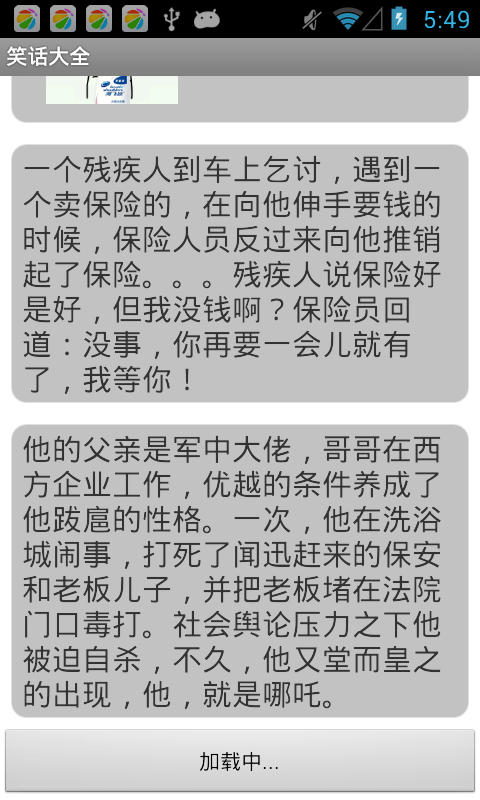 5:49
笑话大全
一个残疾人到车上乞讨，遇到一
个卖保险的，在向他伸手要钱的
时候，保险人员反过来向他推销
起了保险。。。残疾人说保险好
是好，但我没钱啊？保险员回
道：没事，你再要一会儿就有
了，我等你！
他的父亲是军中大佬，哥哥在西
方企业工作，优越的条件养成了
他跋扈的性格。一次，他在洗浴
城闹事，打死了闻迅赶来的保安
和老板儿子，并把老板堵在法院
门口毒打。社会舆论压力之下他
被迫自杀，不久，他又堂而皇之
的出现，他，就是哪吒。
加载中...